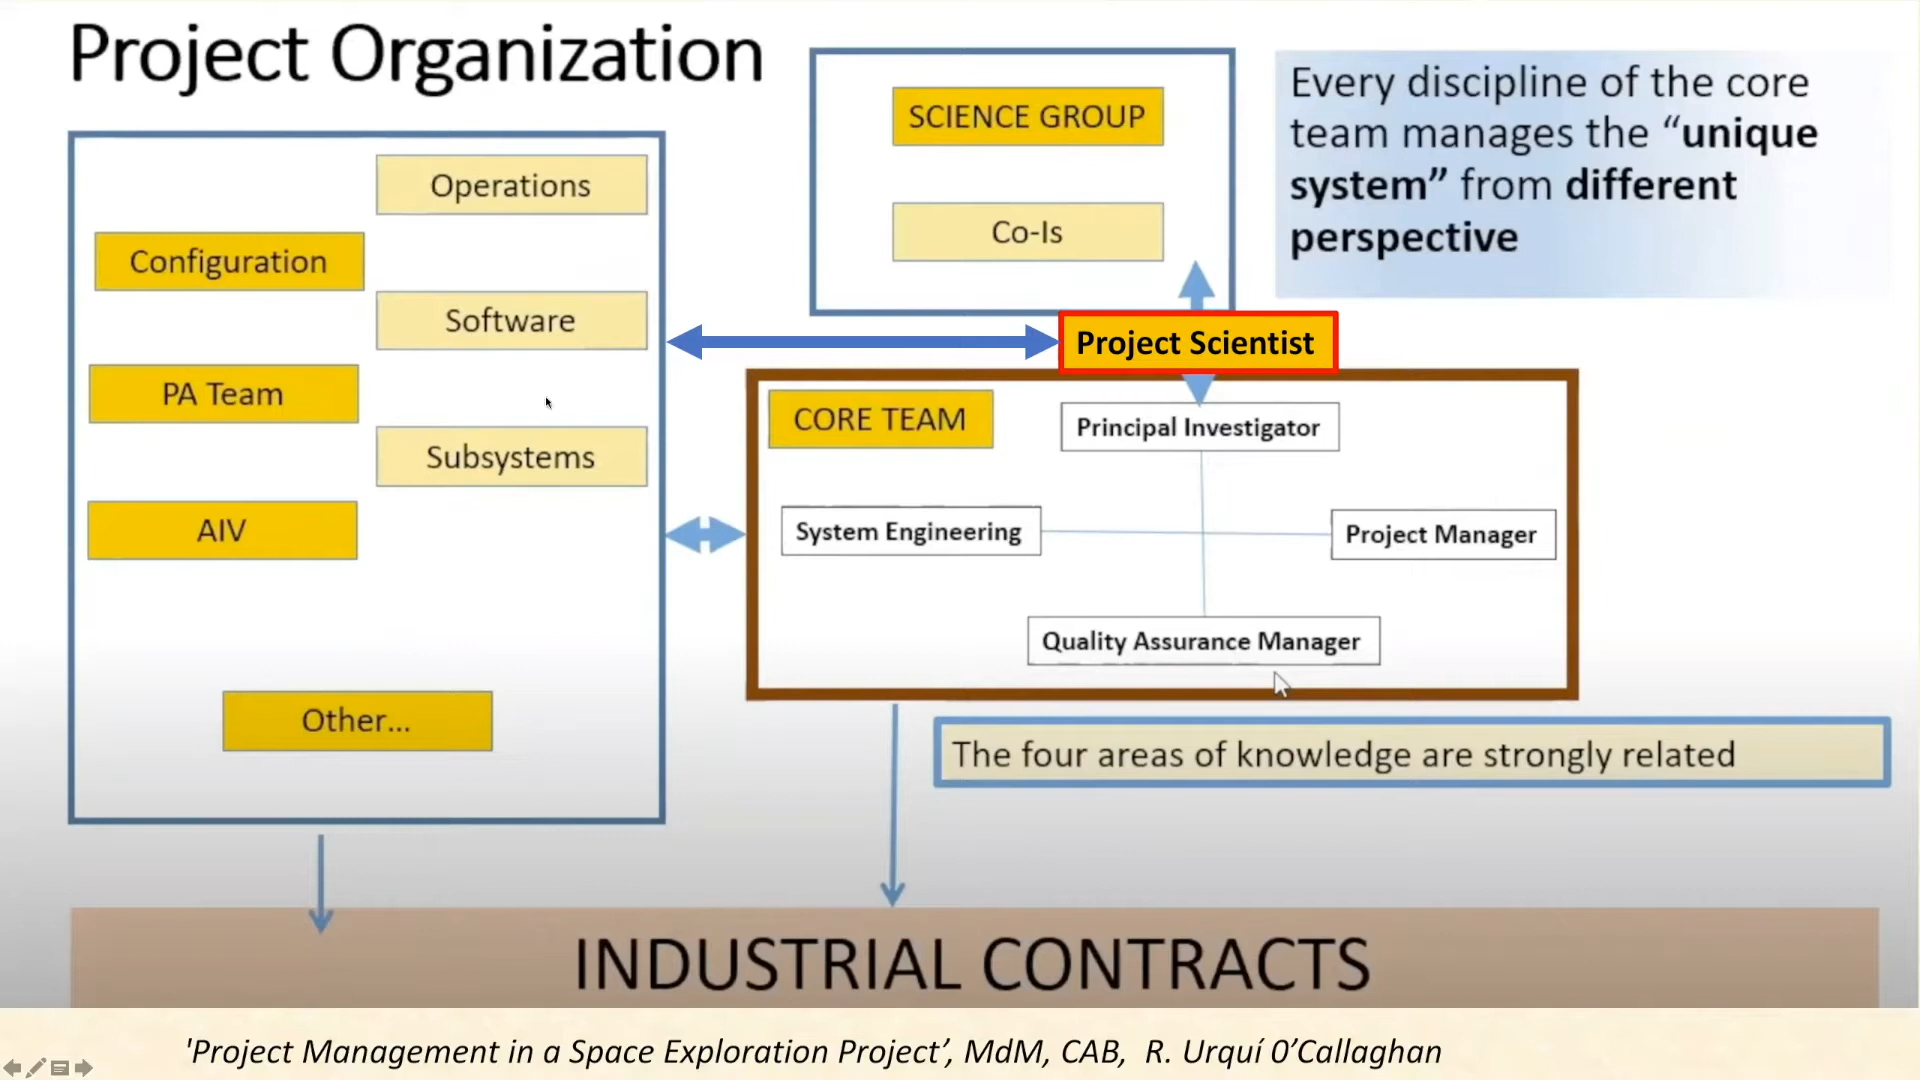 Project Organization
SCIENCE GROUP
Co-Is
Every discipline of the core
team manages the “unique
system” from different
perspective
Operations
Configuration
Software
PA Team
Subsystems
AIV
Other...
Project Scientist
CORE TEAM
Principal Investigator
System Engineering
Project Manager
Quality Assurance Manager
The four areas of knowledge are strongly related
INDUSTRIAL CONTRACTS
'Project Management in a Space Exploration Project’, MdM, CAB, R. Urquí 0’Callaghan